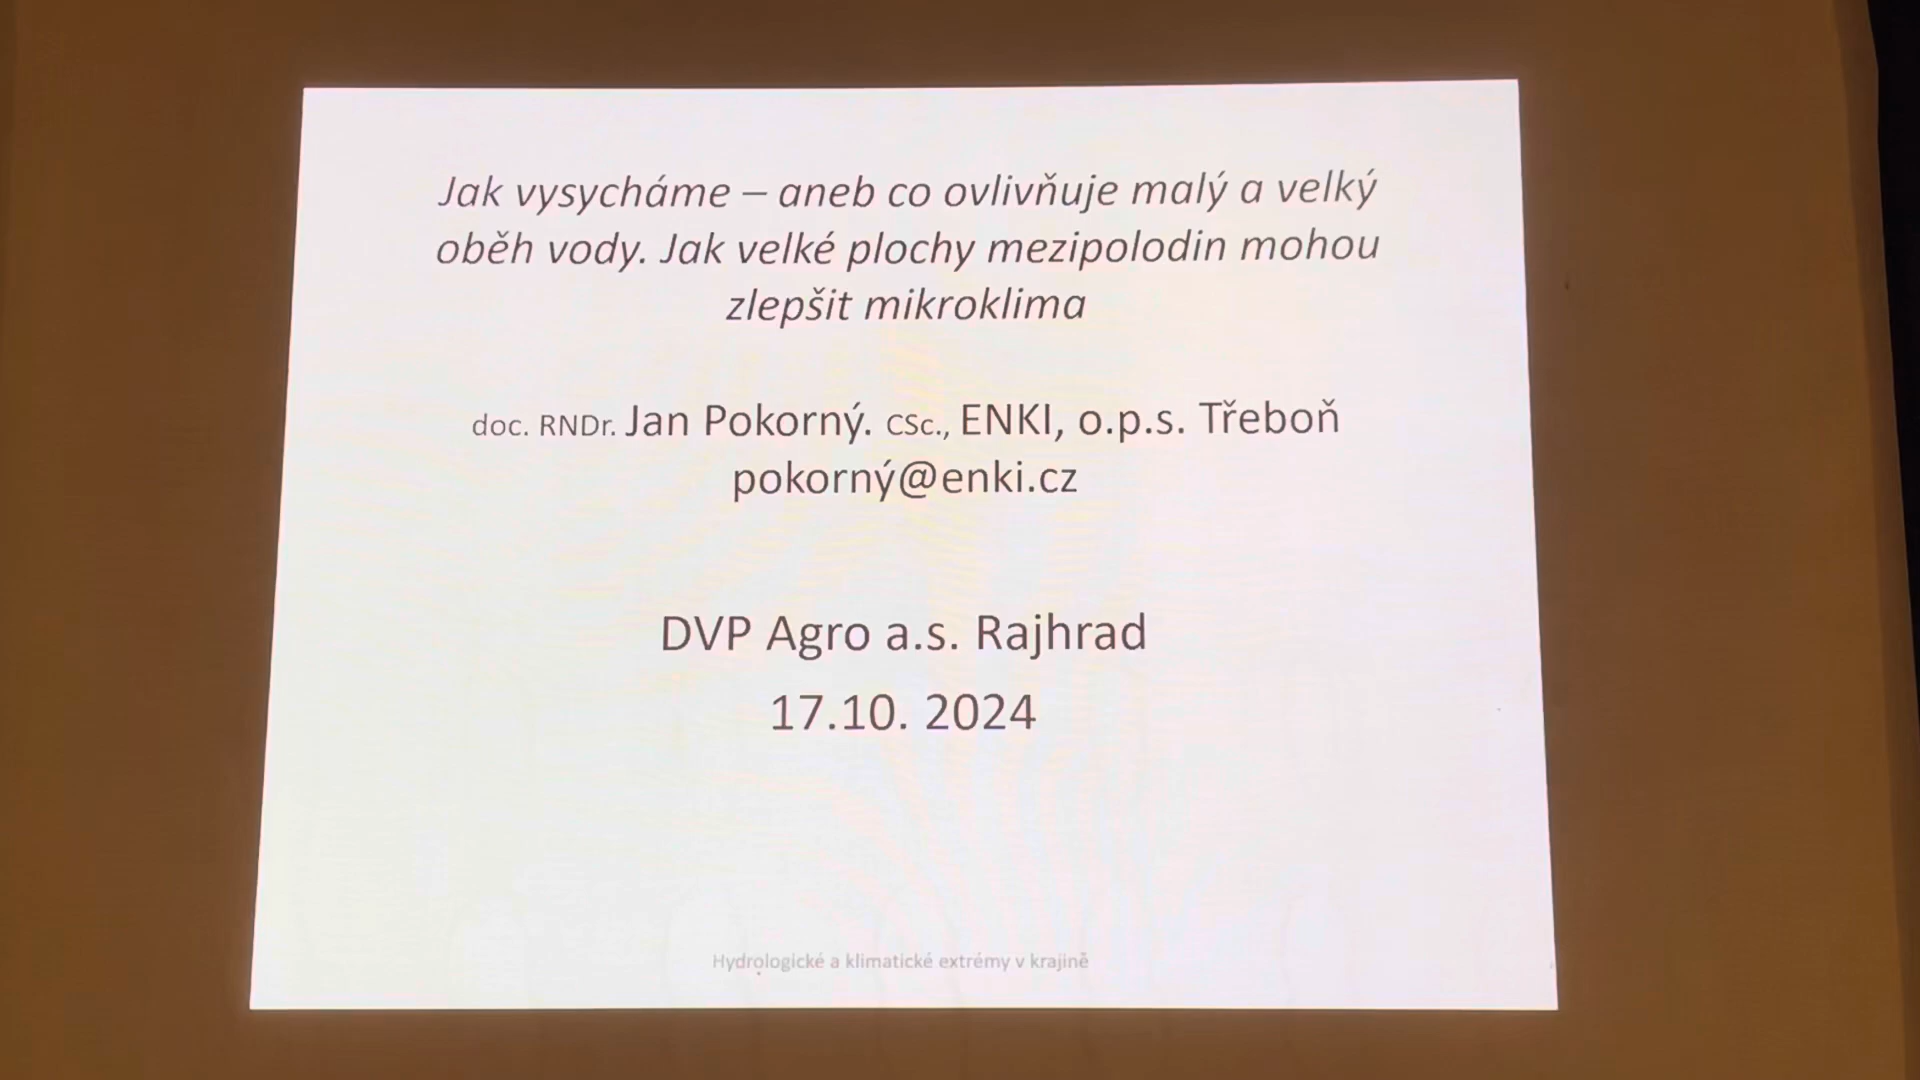 Jak vysycháme – aneb co ovlivňuje malý a velký
oběh vody. Jak velké plochy mezipolodin mohou
zlepšit mikroklima
doc. RNDr. Jan Pokorný. CSc., ENKI, o.p.s. Třeboň
pokorný@enki.cz
DVP Agro a.s. Rajhrad
17.10. 2024
Hydrologické a klimatické extrémy v krajině